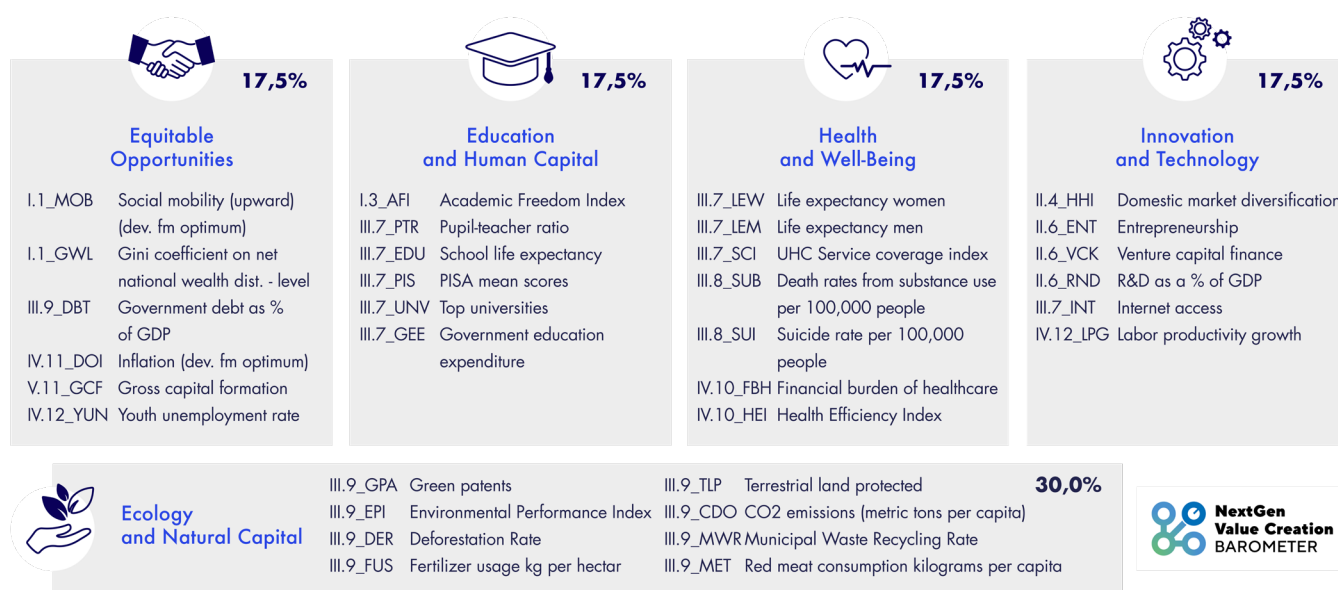 17,5%
Equitable
Opportunities
I.1_MOB Social mobility (upward)
(dev. fm optimum)
I.1_GWL Gini coefficient on net
national wealth dist. - level
III.9_DBT Government debt as %
of GDP
IV.11_DOI Inflation (dev. fm optimum)
V.11_GCF Gross capital formation
IV.12_YUN Youth unemployment rate
17,5%
Education
and Human Capital
I.3_AFI Academic Freedom Index
III.7_PTR Pupil-teacher ratio
III.7_EDU School life expectancy
III.7_PIS PISA mean scores
III.7_UNV Top universities
III.7_GEE Government education
expenditure
17,5%
Health
and Well-Being
III.7_LEW Life expectancy women
III.7_LEM Life expectancy men
III.7_SCI UHC Service coverage index
III.8_SUB Death rates from substance use
per 100,000 people
III.8_SUI Suicide rate per 100,000
people
IV.10_FBH Financial burden of healthcare
IV.10_HEI Health Efficiency Index
17,5%
Innovation
and Technology
II.4_HHI Domestic market diversification
II.6_ENT Entrepreneurship
II.6_VCK Venture capital finance
II.6_RND R&D as a % of GDP
III.7_INT Internet access
IV.12_LPG Labor productivity growth
Ecology
and Natural Capital
30,0%
III.9_GPA Green patents
III.9_EPI Environmental Performance Index
III.9_DER Deforestation Rate
III.9_FUS Fertilizer usage kg per hectar
III.9_TLP Terrestrial land protected
III.9_CDO CO2 emissions (metric tons per capita)
III.9_MWR Municipal Waste Recycling Rate
III.9_MET Red meat consumption kilograms per capita
NextGen
Value Creation
BAROMETER